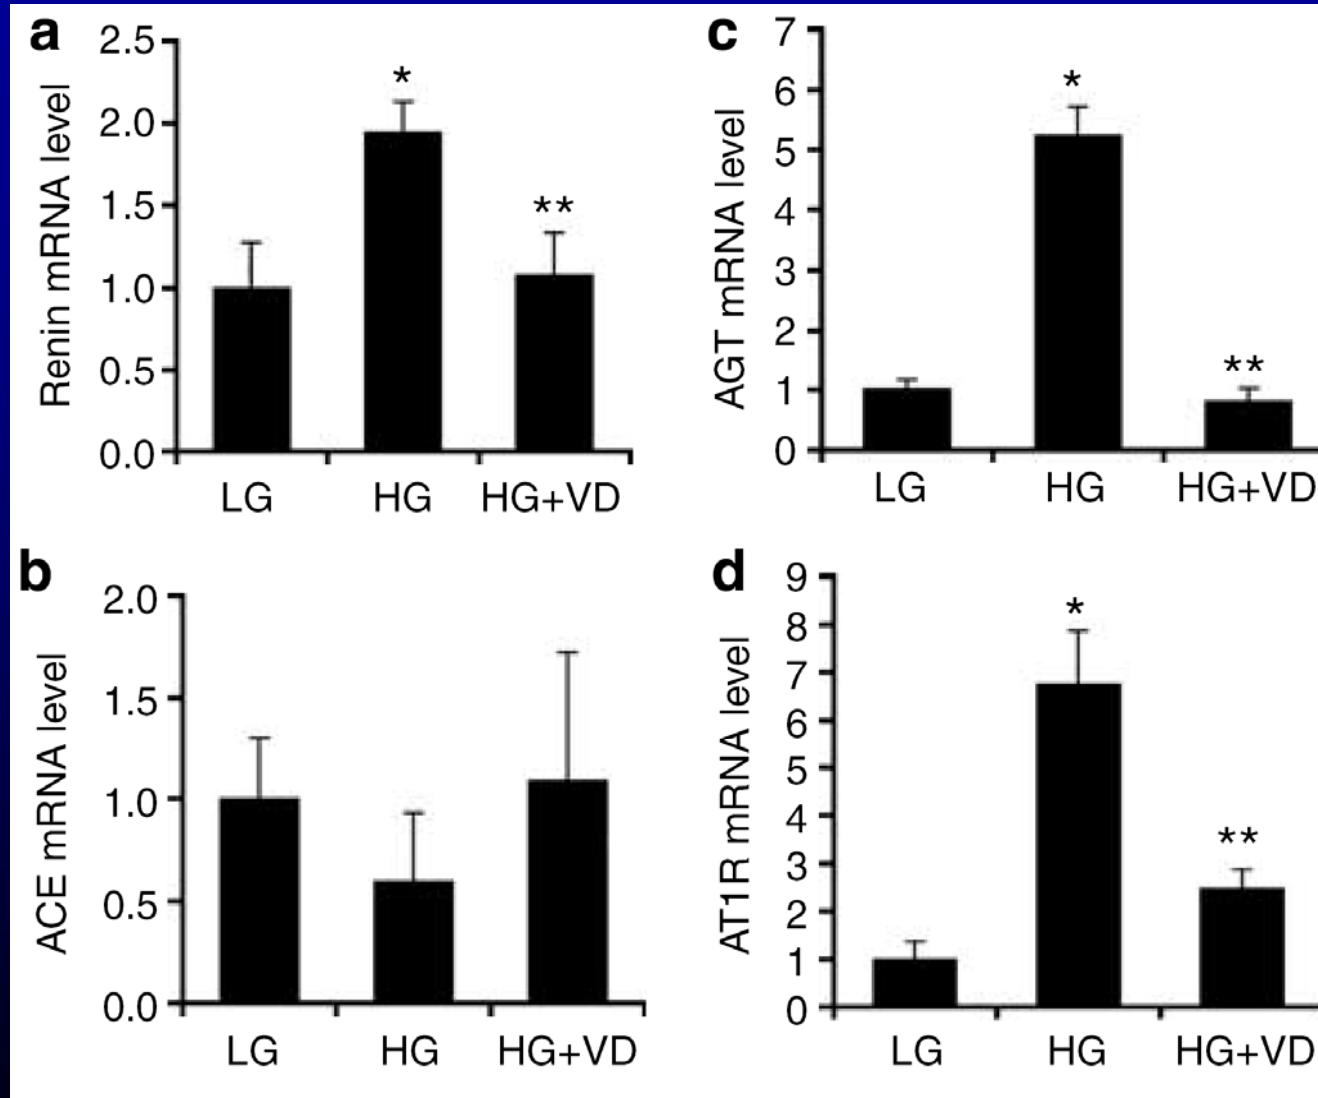 a
Renin mRNA level
2.5
2.0
1.5
1.0
0.5
0.0
*
**
LG HG HG+VD
c
AGT mRNA level
7
6
5
4
3
2
1
0
*
**
LG HG HG+VD
b
ACE mRNA level
2.0
1.5
1.0
0.5
0.0
LG HG HG+VD
d
AT1R mRNA level
9
8
7
6
5
4
3
2
1
0
*
**
LG HG HG+VD